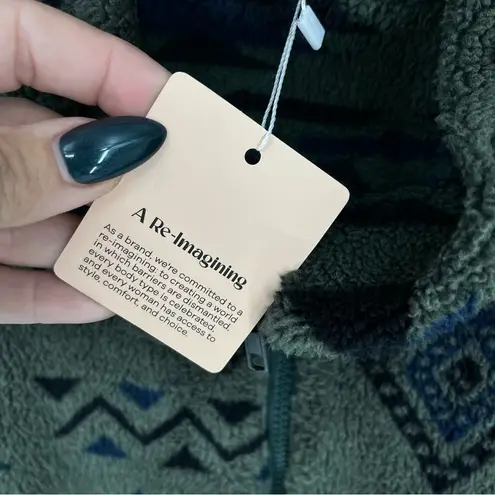 A Re-Imagining
As a brand, we're committed to a
re-imagining: to creating a world
in which barriers are dismantled,
every body type is celebrated,
and every woman has access to
style, comfort, and choice.